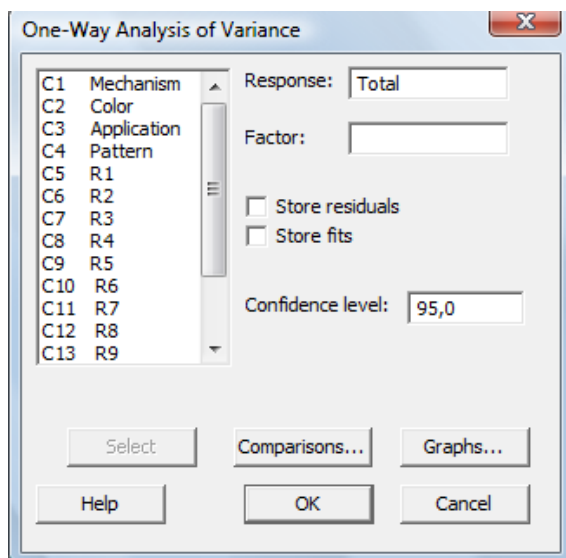 One-Way Analysis of Variance
C1 Mechanism
C2 Color
C3 Application
C4 Pattern
C5 R1
C6 R2
C7 R3
C8 R4
C9 R5
C10 R6
C11 R7
C12 R8
C13 R9
Response: Total
Factor:
Store residuals
Store fits
Confidence level: 95,0
Select
Comparisons...
Graphs...
Help
OK
Cancel